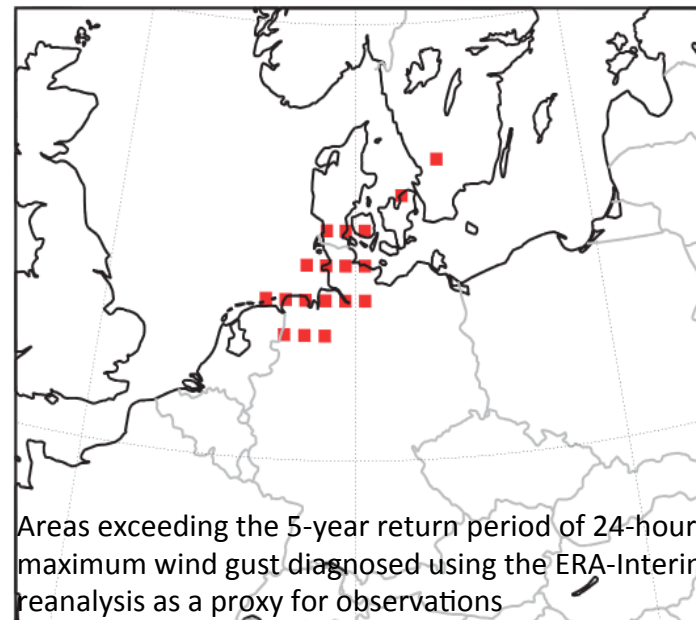 Areas exceeding the 5-year return period of 24-hour
maximum wind gust diagnosed using the ERA-Interim
reanalysis as a proxy for observations